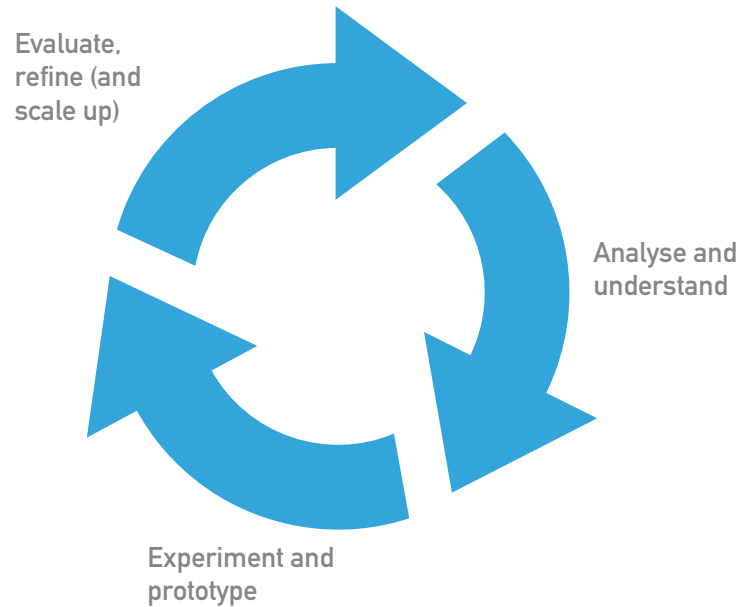 Evaluate,
refine (and
scale up)
Analyse and
understand
Experiment and
prototype